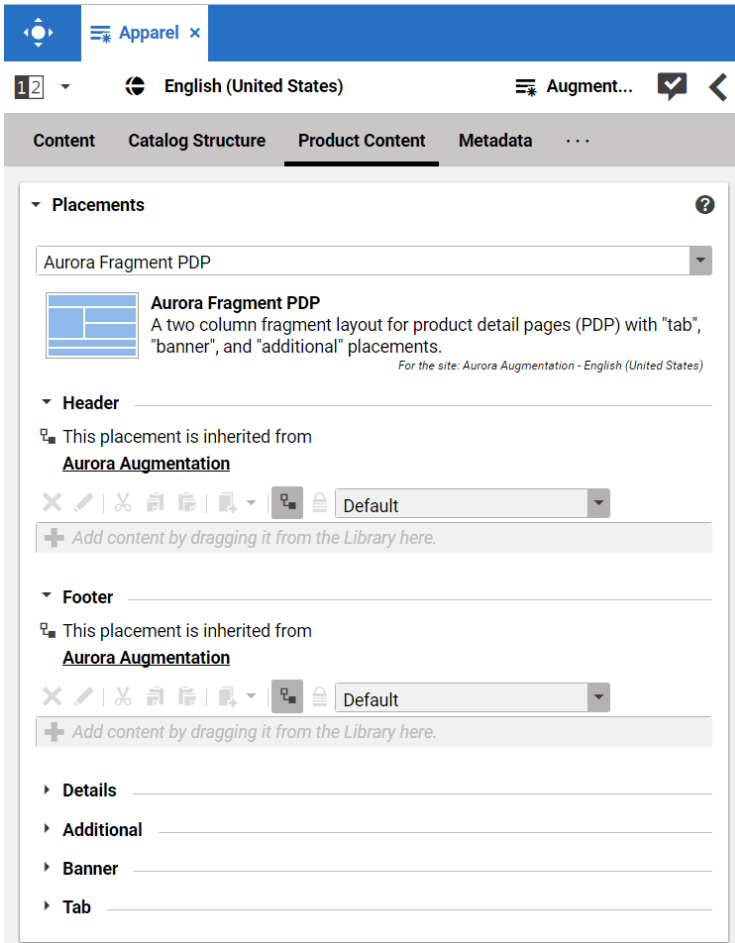 Apparel ×
12 English (United States) Augment...
Content Catalog Structure Product Content Metadata ...
Placements
Aurora Fragment PDP
Aurora Fragment PDP
A two column fragment layout for product detail pages (PDP) with "tab",
"banner", and "additional" placements.
For the site: Aurora Augmentation - English (United States)
Header
This placement is inherited from
Aurora Augmentation
Default
Add content by dragging it from the Library here.
Footer
This placement is inherited from
Aurora Augmentation
Default
Add content by dragging it from the Library here.
Details
Additional
Banner
Tab